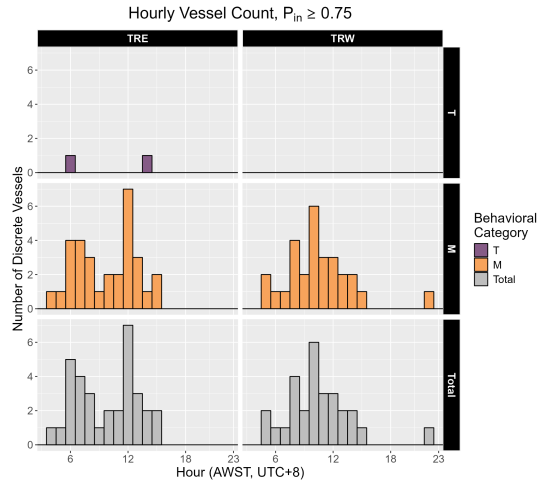 Hourly Vessel Count, Pin ≥ 0.75
TRE
TRW
6
4
2
0
T
6
4
2
0
M
6
4
2
0
Total
6
12
18
23
6
12
18
23
Number of Discrete Vessels
Hour (AWST, UTC+8)
Behavioral
Category
T
M
Total